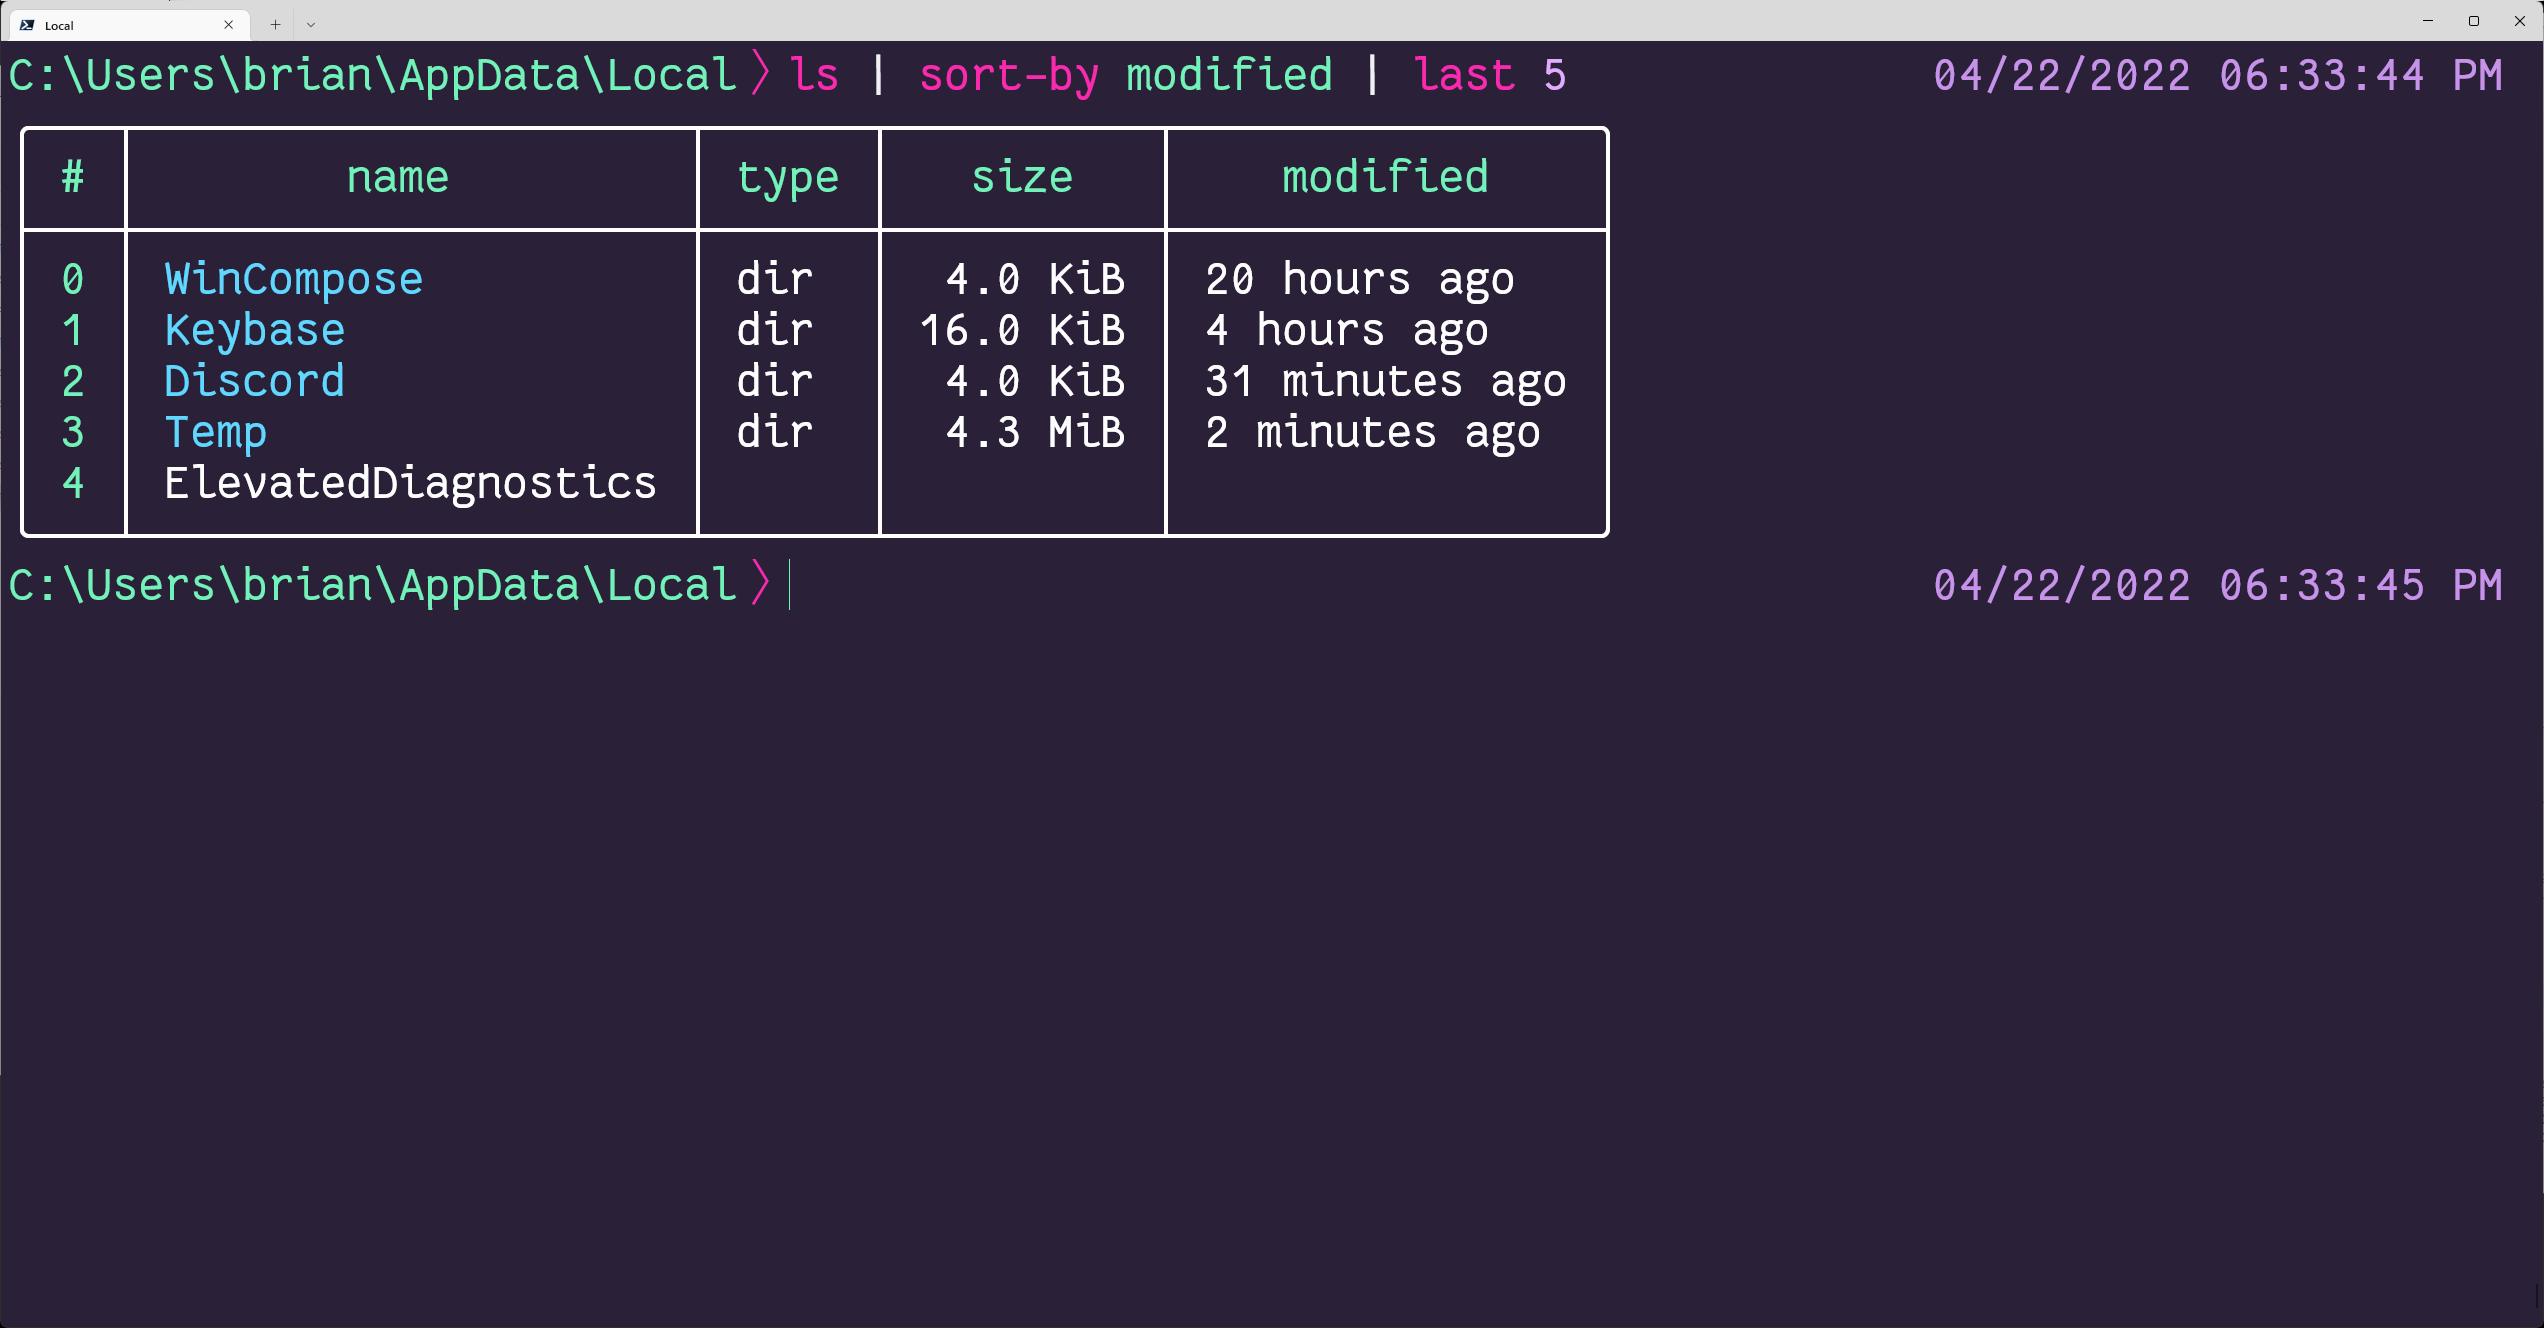 Local
C:\Users\brian\AppData\Local〉ls | sort-by modified | last 5 04/22/2022 06:33:44 PM
# name type size modified
0 WinCompose dir 4.0 KiB 20 hours ago
1 Keybase dir 16.0 KiB 4 hours ago
2 Discord dir 4.0 KiB 31 minutes ago
3 Temp dir 4.3 MiB 2 minutes ago
4 ElevatedDiagnostics
C:\Users\brian\AppData\Local〉 04/22/2022 06:33:45 PM